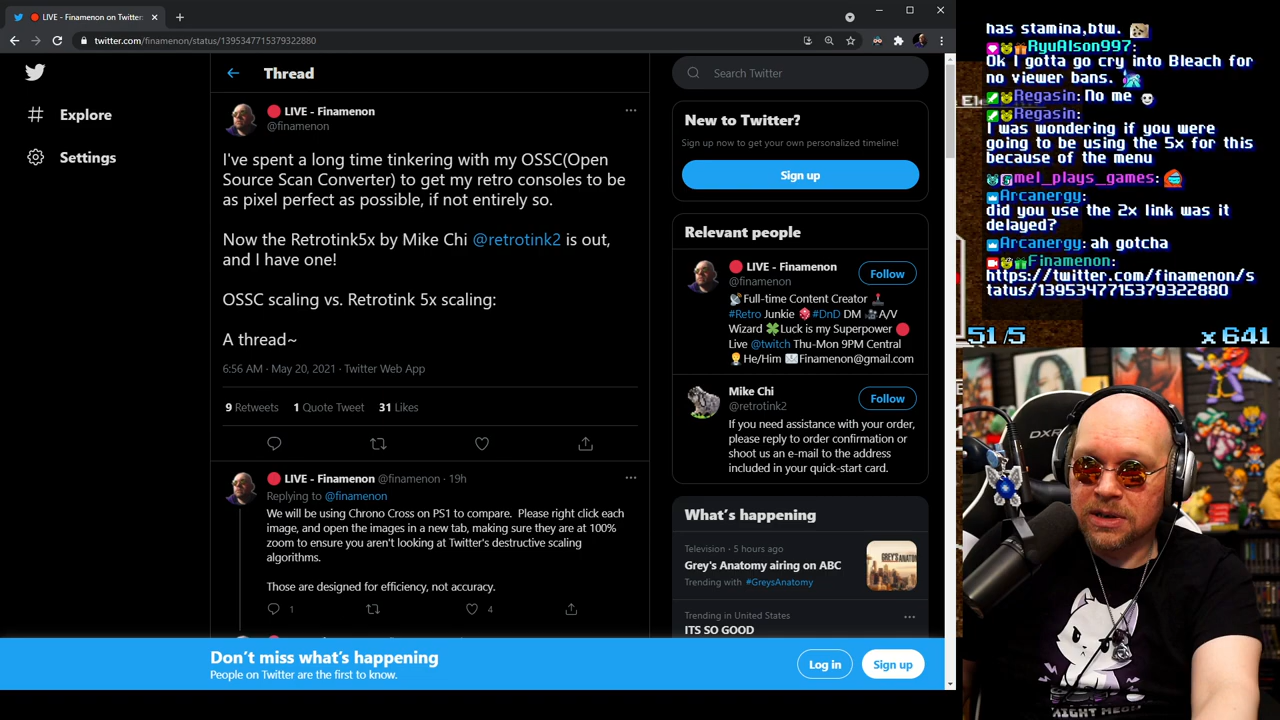 LIVE - Finamenon on Twitter:
twitter.com/finamenon/status/1395347715379322880
Explore
Settings
Thread
LIVE - Finamenon
@finamenon
I've spent a long time tinkering with my OSSC(Open
Source Scan Converter) to get my retro consoles to be
as pixel perfect as possible, if not entirely so.
Now the Retrotink5x by Mike Chi @retrotink2 is out,
and I have one!
OSSC scaling vs. Retrotink 5x scaling:
A thread~
6:56 AM · May 20, 2021 · Twitter Web App
9 Retweets 1 Quote Tweet 31 Likes
LIVE - Finamenon @finamenon · 19h
Replying to @finamenon
We will be using Chrono Cross on PS1 to compare. Please right click each
image, and open the images in a new tab, making sure they are at 100%
zoom to ensure you aren't looking at Twitter's destructive scaling
algorithms.
Those are designed for efficiency, not accuracy.
1 4
Search Twitter
New to Twitter?
Sign up now to get your own personalized timeline!
Sign up
Relevant people
LIVE - Finamenon
@finamenon
Follow
Full-time Content Creator
#Retro Junkie #DnD DM A/V
Wizard Luck is my Superpower
Live @twitch Thu-Mon 9PM Central
He/Him Finamenon@gmail.com
Mike Chi
@retrotink2
Follow
If you need assistance with your order,
please reply to order confirmation or
shoot us an e-mail to the address
included in your quick-start card.
What's happening
Television · 5 hours ago
Grey's Anatomy airing on ABC
Trending with #GreysAnatomy
Trending in United States
ITS SO GOOD
Don't miss what's happening
People on Twitter are the first to know.
Log in
Sign up
has stamina,btw.
RyuAlson997:
Ok I gotta go cry into Bleach for
no viewer bans.
Regasin: No me
Regasin:
I was wondering if you were
going to be using the 5x for this
because of the menu
mel_plays_games:
Arcanergy:
did you use the 2x link was it
delayed?
Arcanergy: ah gotcha
Finamenon:
https://twitter.com/finamenon/s
tatus/1395347715379322880
51/5 x641
DXR